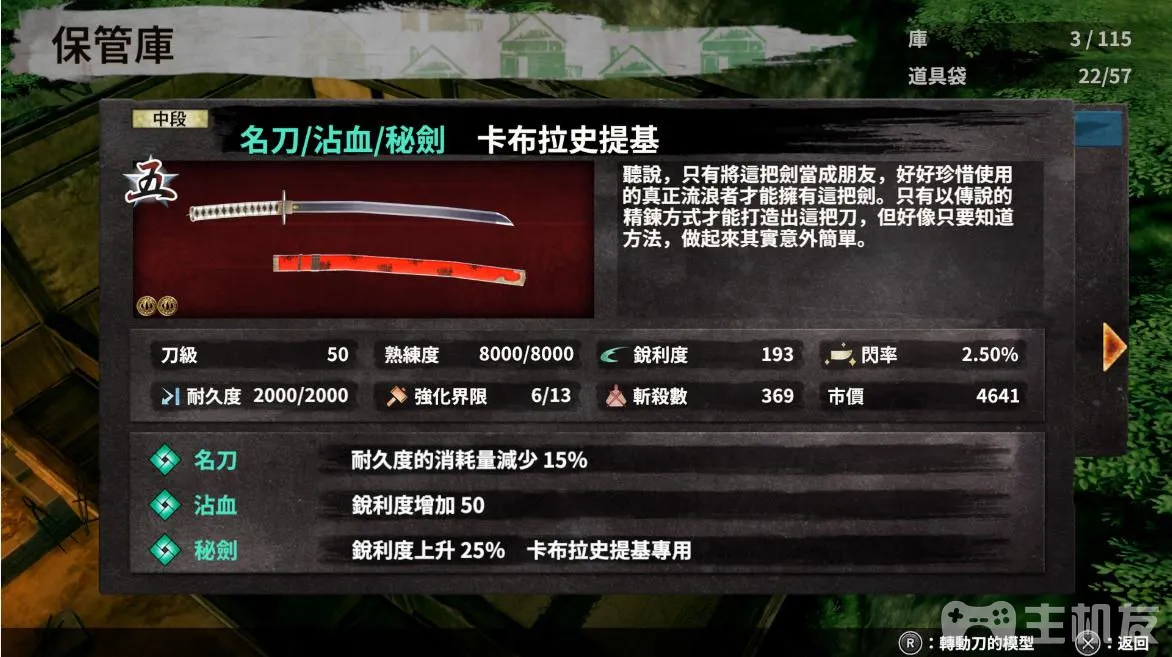 保管庫
庫 3 / 115
道具袋 22/57
中段
名刀/沾血/秘劍 卡布拉史提基
五
聽說，只有將這把劍當成朋友，好好珍惜使用
的真正流浪者才能擁有這把劍。只有以傳說的
精鍊方式才能打造出這把刀，但好像只要知道
方法，做起來其實意外簡單。
刀級 50 熟練度 8000/8000 銳利度 193 閃率 2.50%
耐久度 2000/2000 強化界限 6/13 斬殺數 369 市價 4641
名刀 耐久度的消耗量減少 15%
沾血 銳利度增加 50
秘劍 銳利度上升 25% 卡布拉史提基專用
主机友
R：轉動刀的模型 ：返回